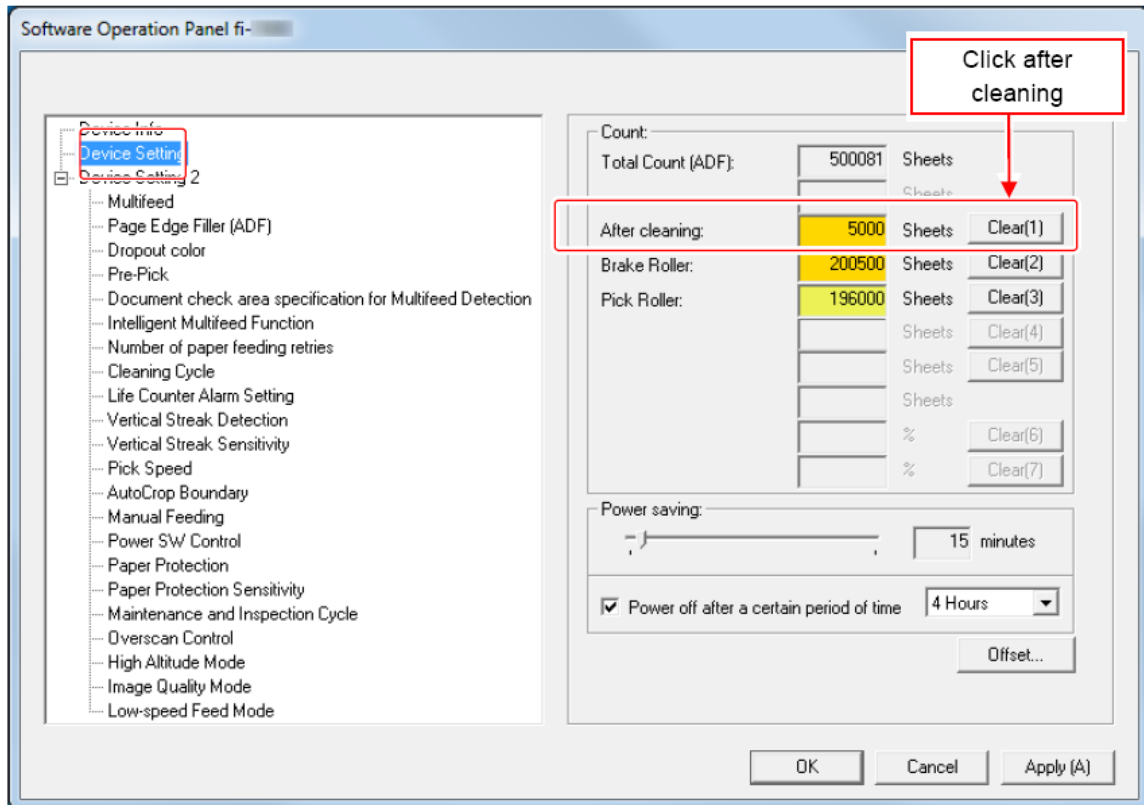 Software Operation Panel fi-
Click after
cleaning
Device Info
Device Setting
Device Setting 2
Multifeed
Page Edge Filler (ADF)
Dropout color
Pre-Pick
Document check area specification for Multifeed Detection
Intelligent Multifeed Function
Number of paper feeding retries
Cleaning Cycle
Life Counter Alarm Setting
Vertical Streak Detection
Vertical Streak Sensitivity
Pick Speed
AutoCrop Boundary
Manual Feeding
Power SW Control
Paper Protection
Paper Protection Sensitivity
Maintenance and Inspection Cycle
Overscan Control
High Altitude Mode
Image Quality Mode
Low-speed Feed Mode
Count:
Total Count (ADF): 500081 Sheets
Sheets
After cleaning: 5000 Sheets Clear(1)
Brake Roller: 200500 Sheets Clear(2)
Pick Roller: 196000 Sheets Clear(3)
Sheets Clear(4)
Sheets Clear(5)
Sheets
% Clear(6)
% Clear(7)
Power saving:
15 minutes
Power off after a certain period of time 4 Hours
Offset...
OK Cancel Apply (A)